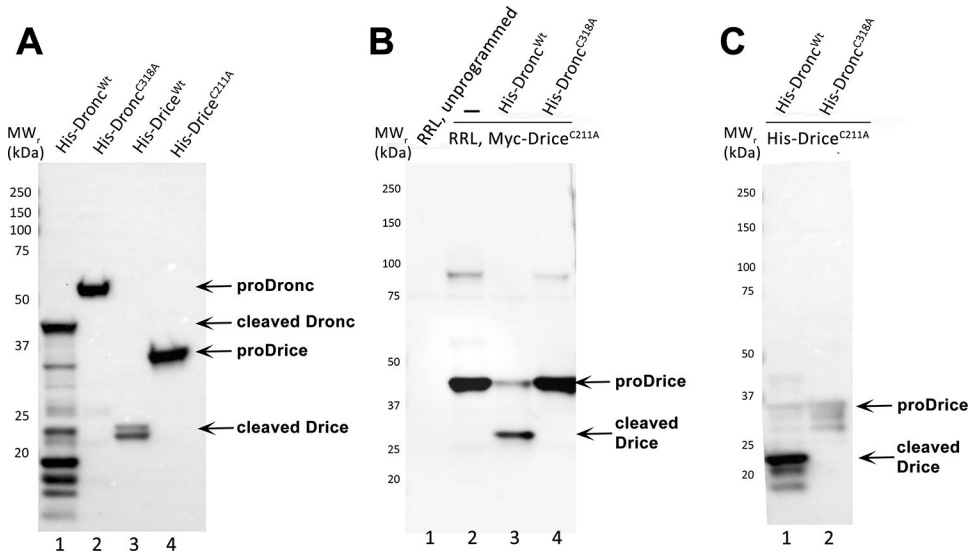 A
His-Dronc^Wt
His-Dronc^C318A
His-Drice^Wt
His-Drice^C211A
MWr
(kDa)
250
150
100
75
50
37
25
20
proDronc
cleaved Dronc
proDrice
cleaved Drice
1 2 3 4
B
RRL, unprogrammed
–
His-Dronc^Wt
His-Dronc^C318A
RRL, Myc-Drice^C211A
MWr
(kDa)
250
150
100
75
50
37
25
20
proDrice
cleaved
Drice
1 2 3 4
C
His-Dronc^Wt
His-Dronc^C318A
MWr
(kDa)
His-Drice^C211A
250
150
100
75
50
37
25
20
proDrice
cleaved
Drice
1 2